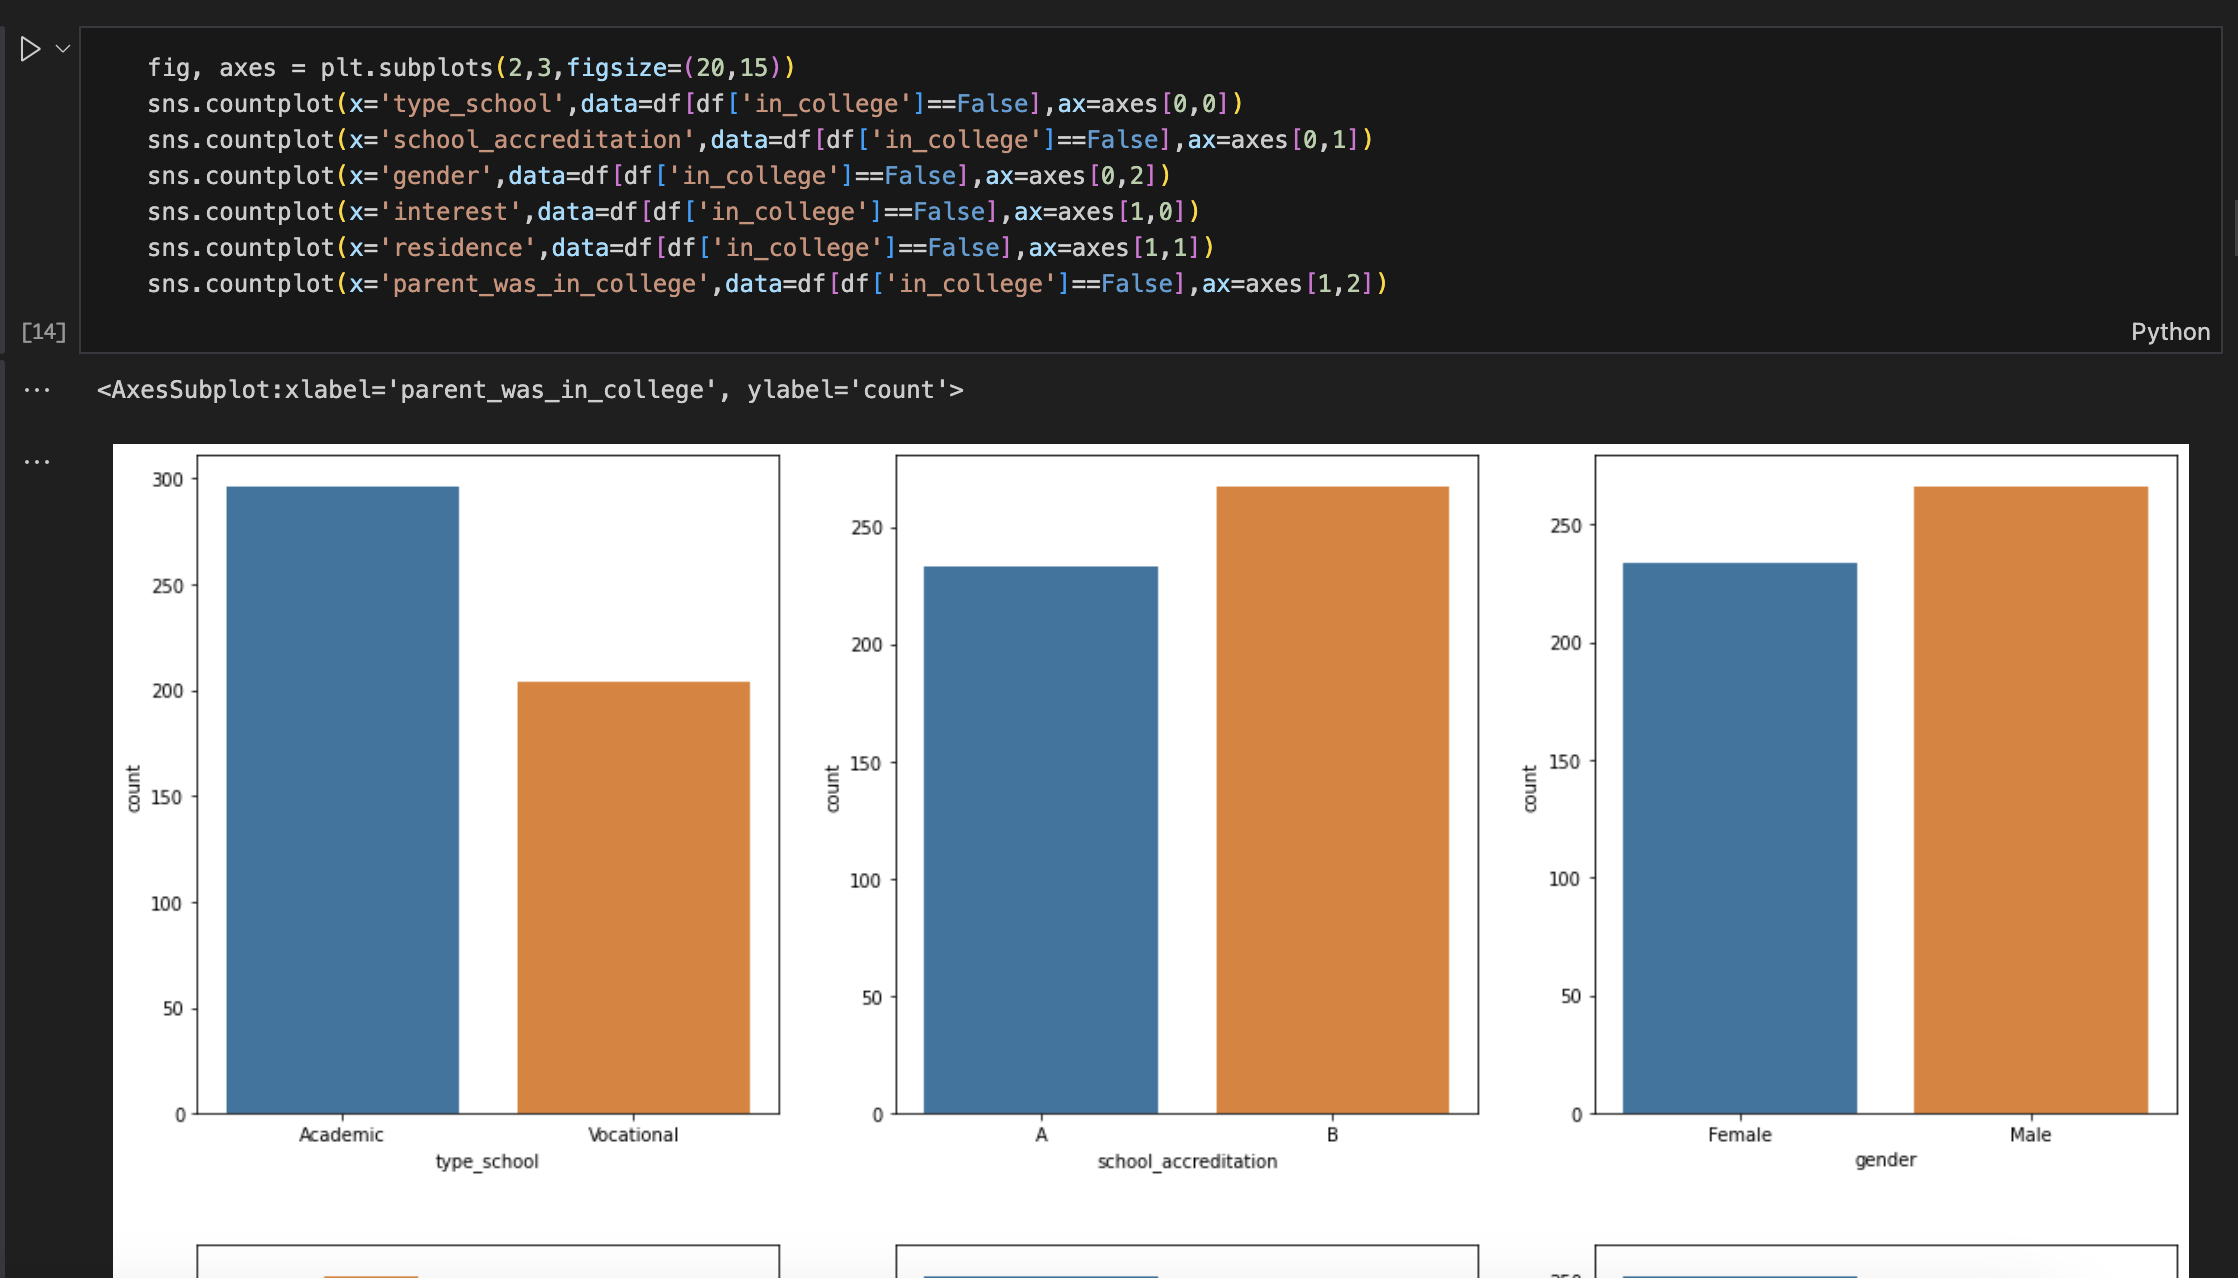 fig, axes = plt.subplots(2,3,figsize=(20,15))
sns.countplot(x='type_school',data=df[df['in_college']==False],ax=axes[0,0])
sns.countplot(x='school_accreditation',data=df[df['in_college']==False],ax=axes[0,1])
sns.countplot(x='gender',data=df[df['in_college']==False],ax=axes[0,2])
sns.countplot(x='interest',data=df[df['in_college']==False],ax=axes[1,0])
sns.countplot(x='residence',data=df[df['in_college']==False],ax=axes[1,1])
sns.countplot(x='parent_was_in_college',data=df[df['in_college']==False],ax=axes[1,2])
[14]
Python
... <AxesSubplot:xlabel='parent_was_in_college', ylabel='count'>
...
300
250
200
150
100
50
0
count
Academic Vocational
type_school
250
200
150
100
50
0
count
A B
school_accreditation
250
200
150
100
50
0
count
Female Male
gender